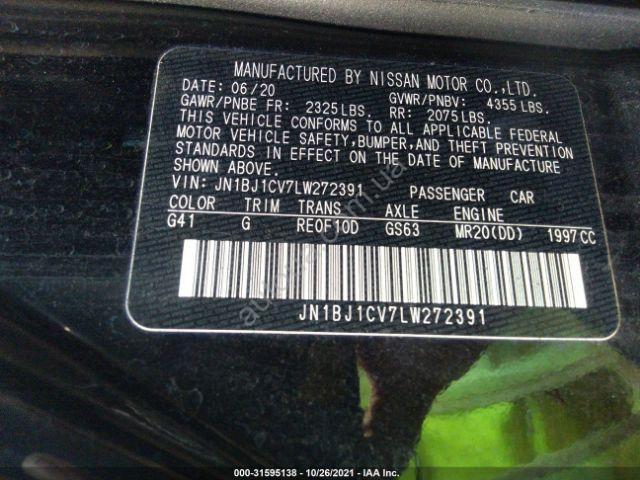 MANUFACTURED BY NISSAN MOTOR CO.,LTD.
DATE: 06/20 GVWR/PNBV: 4355 LBS.
GAWR/PNBE FR: 2325 LBS. RR: 2075 LBS.
THIS VEHICLE CONFORMS TO ALL APPLICABLE FEDERAL
MOTOR VEHICLE SAFETY,BUMPER,AND THEFT PREVENTION
STANDARDS IN EFFECT ON THE DATE OF MANUFACTURE
SHOWN ABOVE.
VIN: JN1BJ1CV7LW272391 PASSENGER CAR
COLOR TRIM TRANS AXLE ENGINE
G41 G RE0F10D GS63 MR20(DD) 1997CC
JN1BJ1CV7LW272391
000-31595138 - 10/26/2021 - IAA Inc.